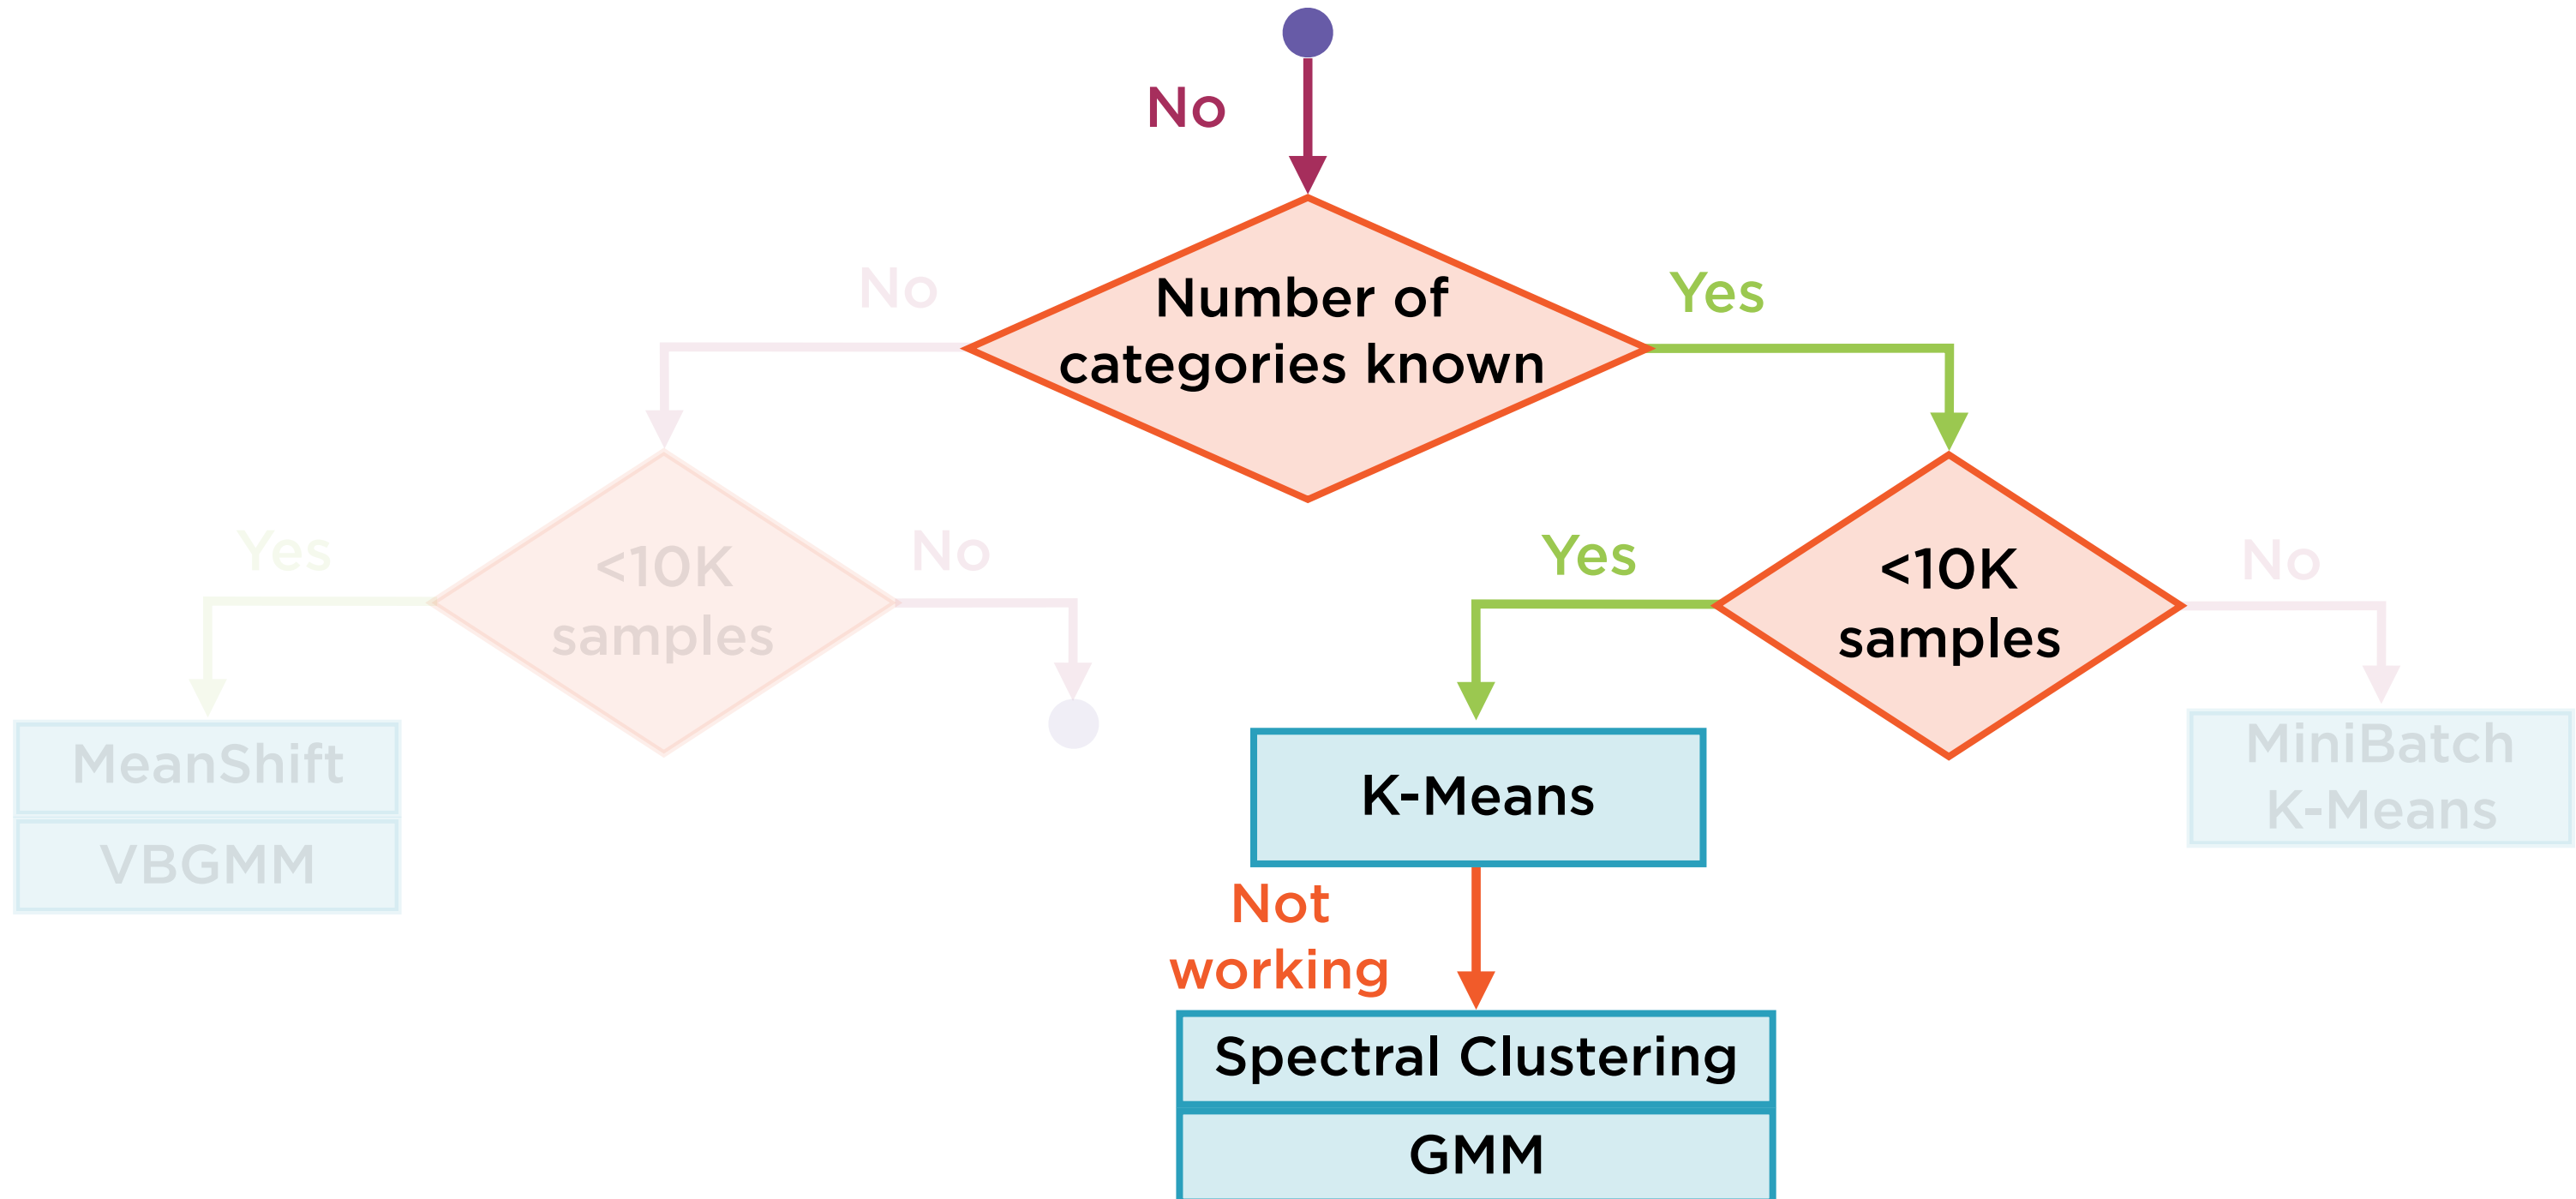 No
Number of
categories known
No
Yes
<10K
samples
Yes
No
<10K
samples
Yes
No
MeanShift
VBGMM
K-Means
MiniBatch
K-Means
Not
working
Spectral Clustering
GMM